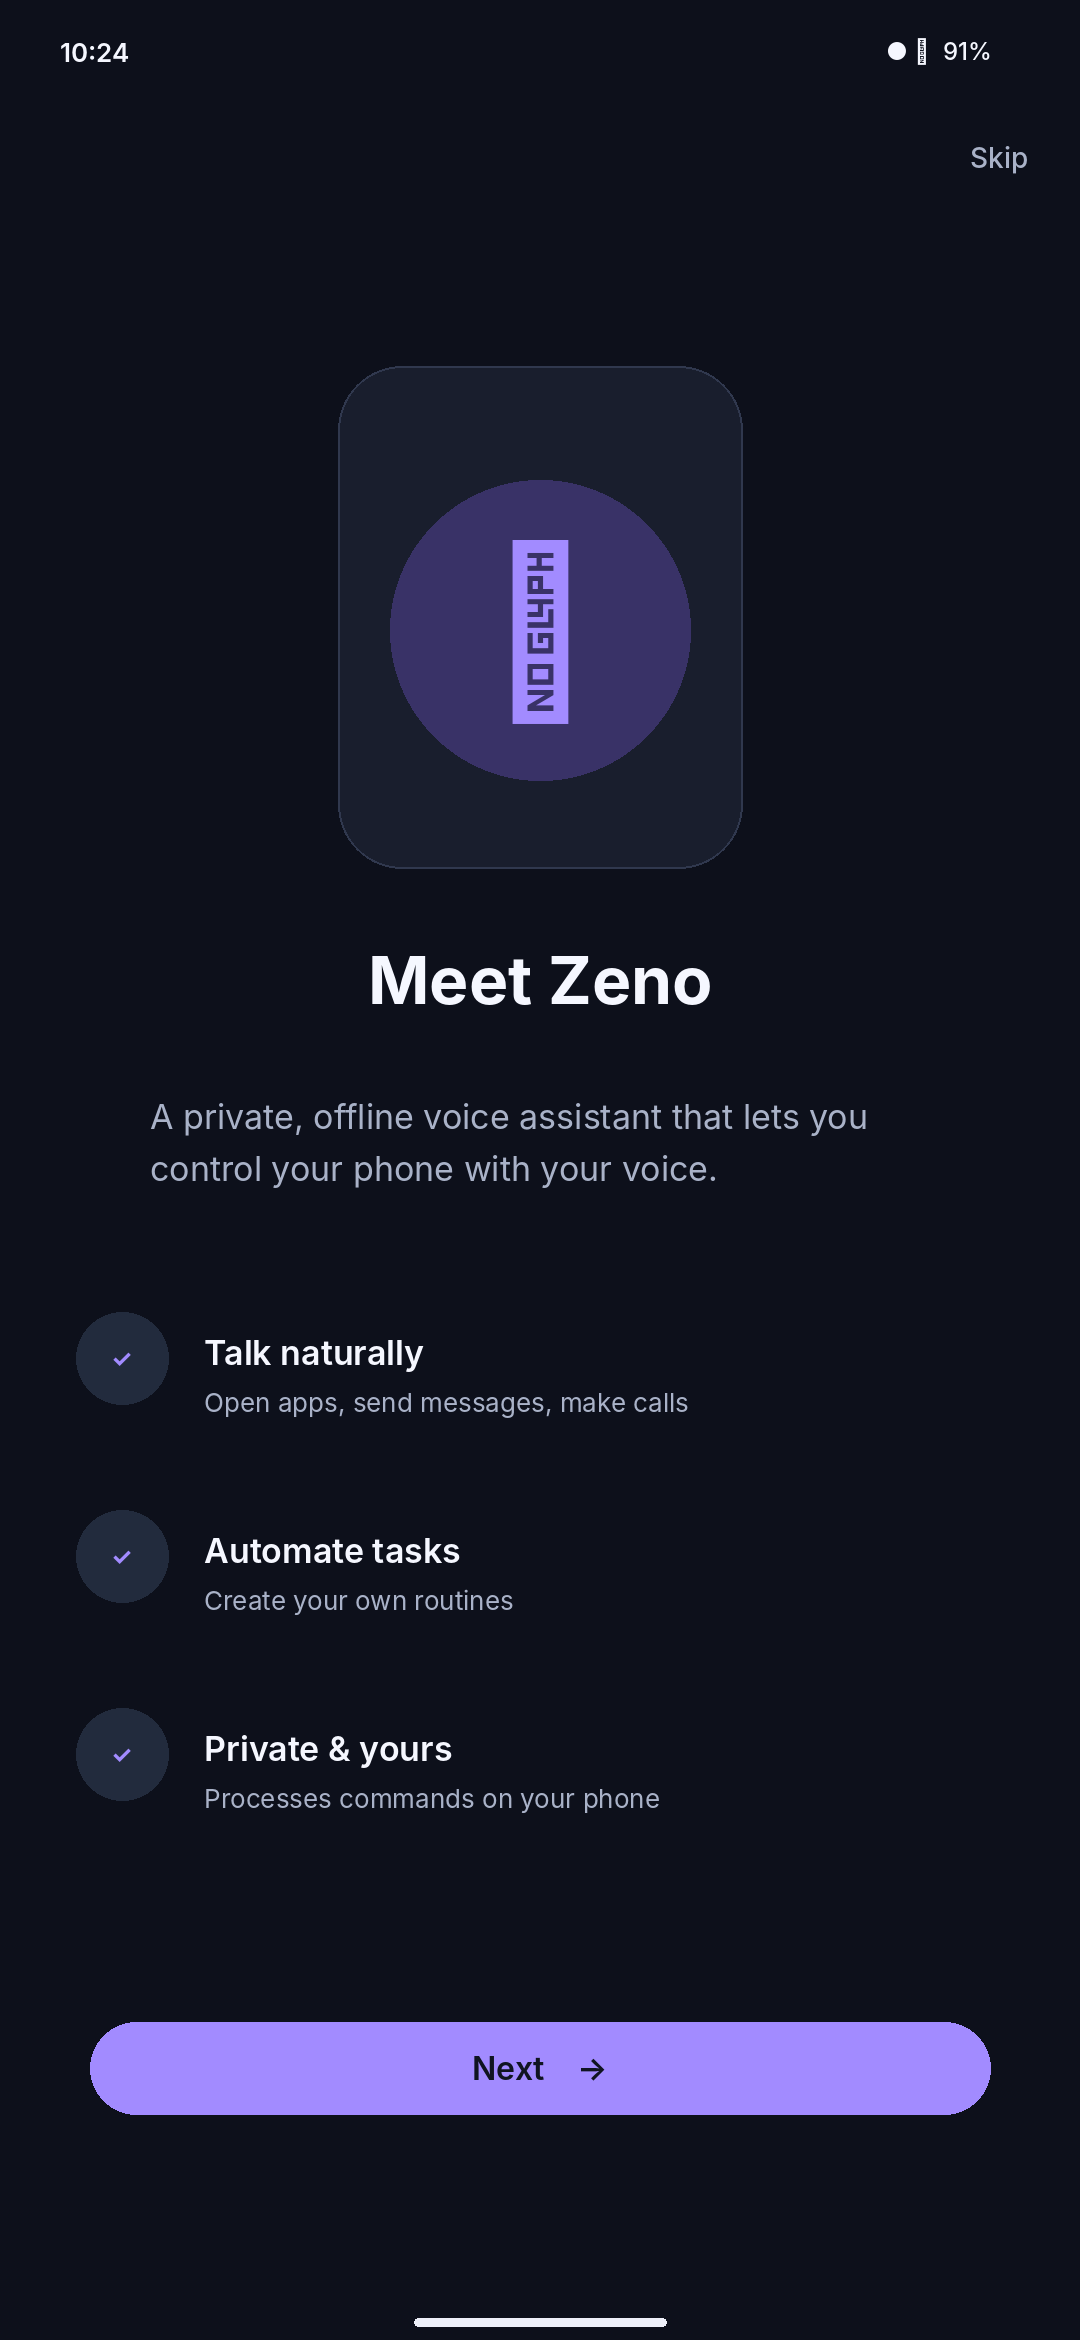 10:24
91%
Skip
NO GLYPH
Meet Zeno
A private, offline voice assistant that lets you
control your phone with your voice.
Talk naturally
Open apps, send messages, make calls
Automate tasks
Create your own routines
Private & yours
Processes commands on your phone
Next →